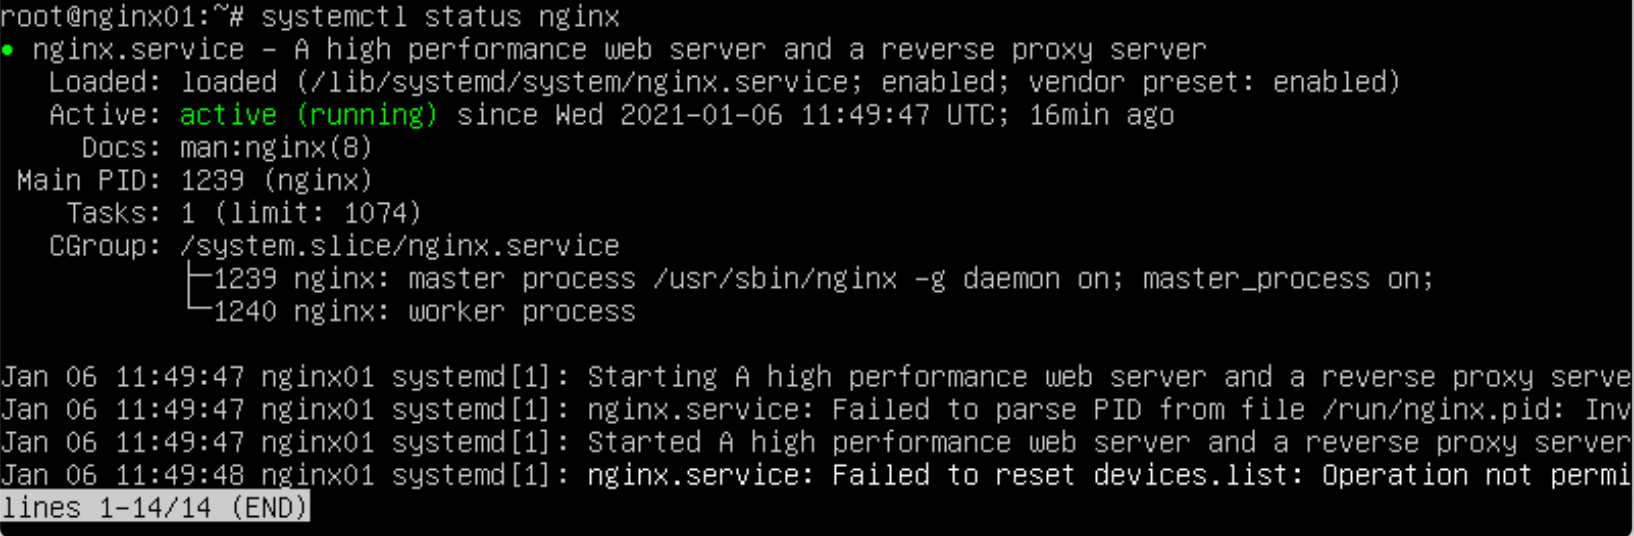 root@nginx01:~# systemctl status nginx
● nginx.service - A high performance web server and a reverse proxy server
   Loaded: loaded (/lib/systemd/system/nginx.service; enabled; vendor preset: enabled)
   Active: active (running) since Wed 2021-01-06 11:49:47 UTC; 16min ago
     Docs: man:nginx(8)
 Main PID: 1239 (nginx)
    Tasks: 1 (limit: 1074)
   CGroup: /system.slice/nginx.service
           ├─1239 nginx: master process /usr/sbin/nginx -g daemon on; master_process on;
           └─1240 nginx: worker process
Jan 06 11:49:47 nginx01 systemd[1]: Starting A high performance web server and a reverse proxy serve
Jan 06 11:49:47 nginx01 systemd[1]: nginx.service: Failed to parse PID from file /run/nginx.pid: Inv
Jan 06 11:49:47 nginx01 systemd[1]: Started A high performance web server and a reverse proxy server
Jan 06 11:49:48 nginx01 systemd[1]: nginx.service: Failed to reset devices.list: Operation not permi
lines 1-14/14 (END)